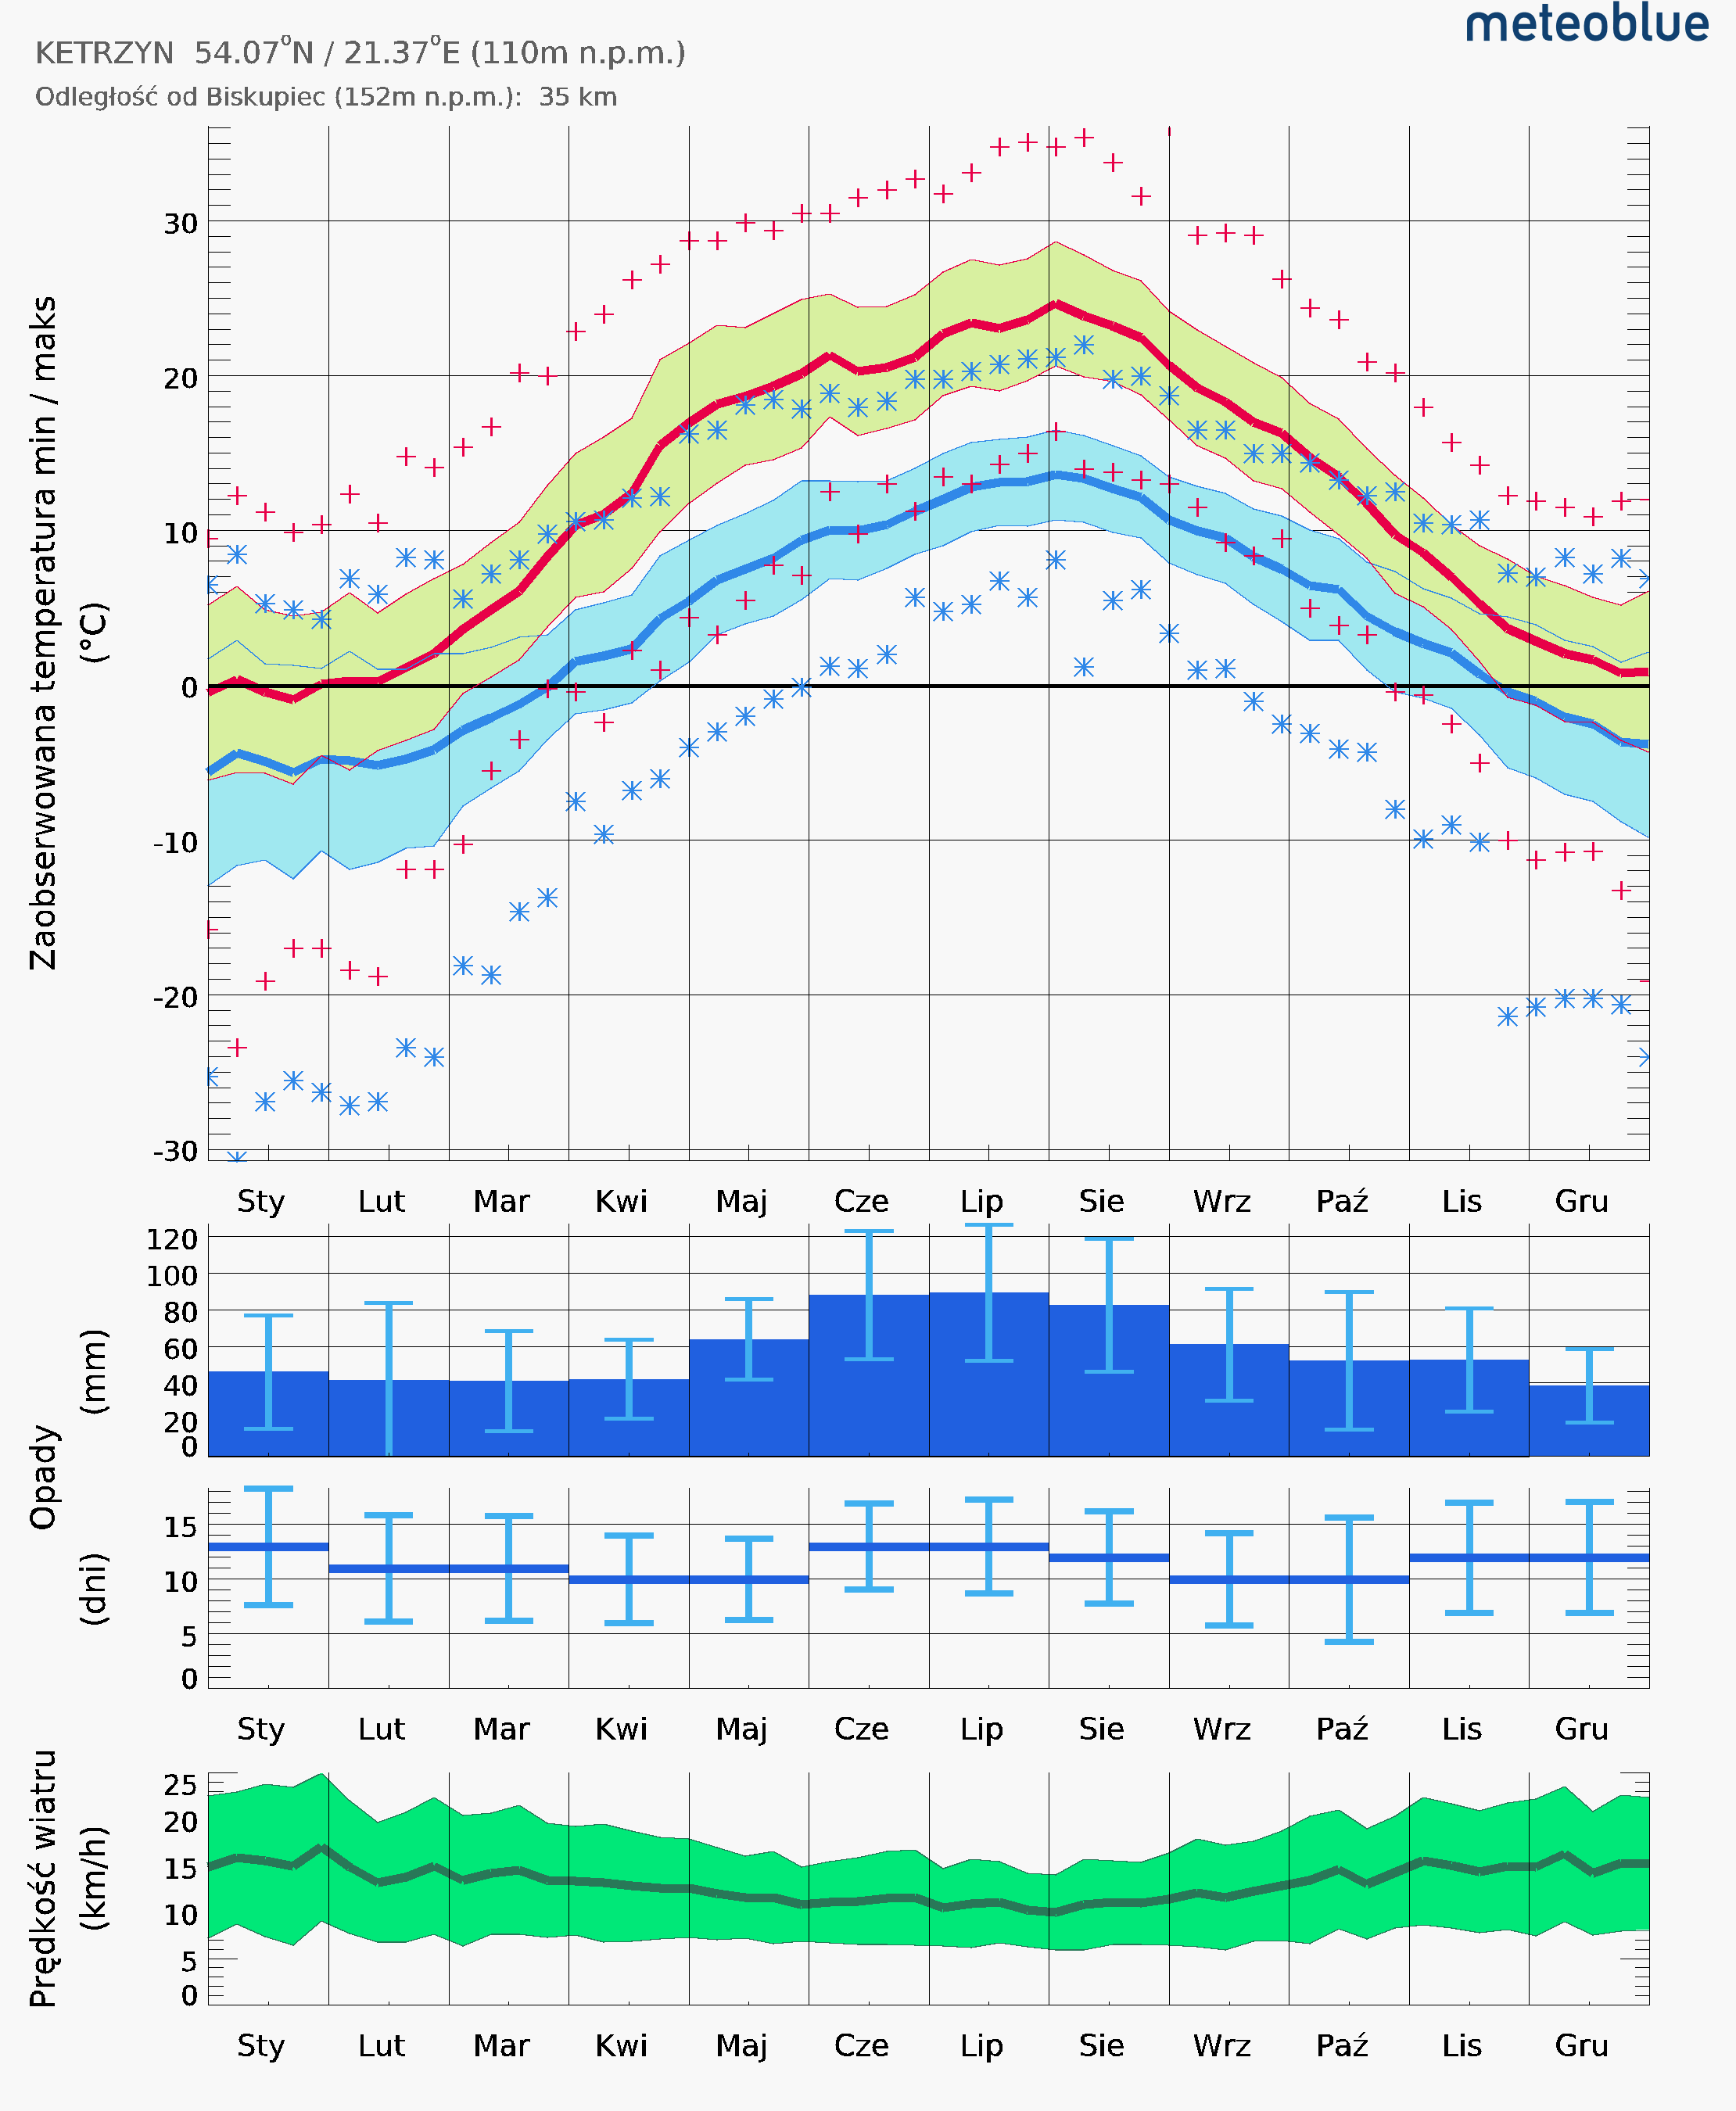 meteoblue
KETRZYN 54.07°N / 21.37°E (110m n.p.m.)
Odległość od Biskupiec (152m n.p.m.): 35 km
Zaobserwowana temperatura min / maks
(°C)
30
20
10
0
-10
-20
-30
Sty Lut Mar Kwi Maj Cze Lip Sie Wrz Paź Lis Gru
Opady
(mm)
120
100
80
60
40
20
0
(dni)
15
10
5
0
Sty Lut Mar Kwi Maj Cze Lip Sie Wrz Paź Lis Gru
Prędkość wiatru
(km/h)
25
20
15
10
5
0
Sty Lut Mar Kwi Maj Cze Lip Sie Wrz Paź Lis Gru